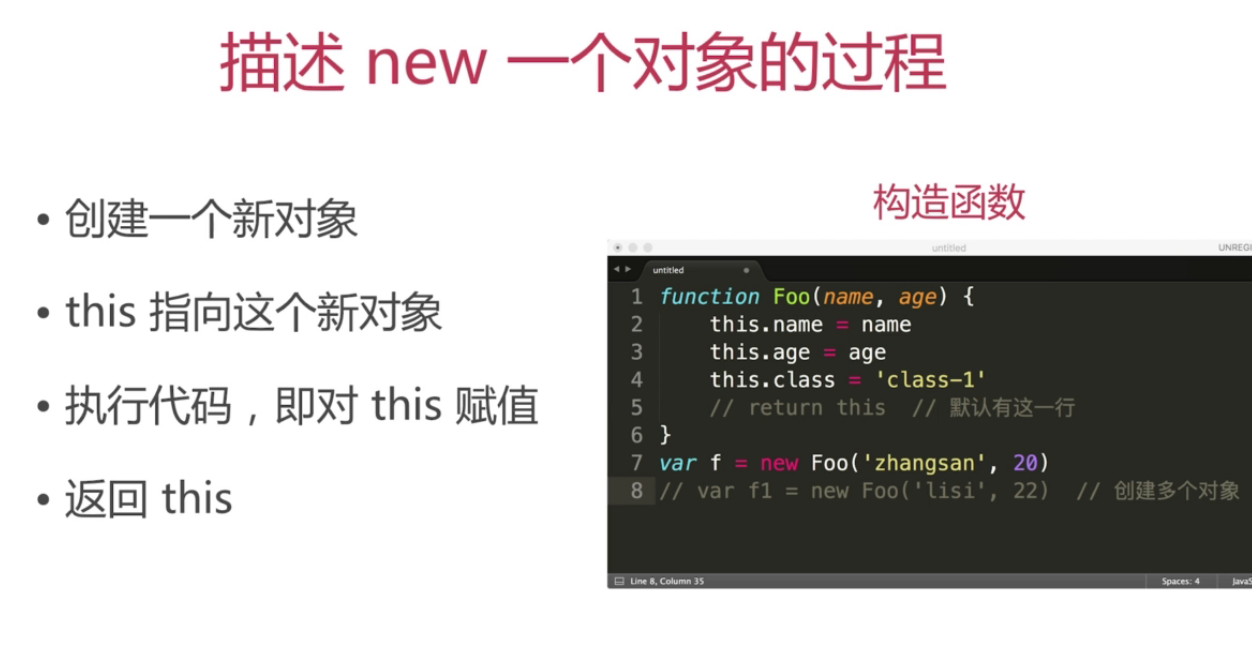 描述 new 一个对象的过程
• 创建一个新对象
• this 指向这个新对象
• 执行代码，即对 this 赋值
• 返回 this
构造函数
untitled
untitled
1 function Foo(name, age) {
2     this.name = name
3     this.age = age
4     this.class = 'class-1'
5     // return this  // 默认有这一行
6 }
7 var f = new Foo('zhangsan', 20)
8 // var f1 = new Foo('lisi', 22)  // 创建多个对象
Line 8, Column 35
Spaces: 4